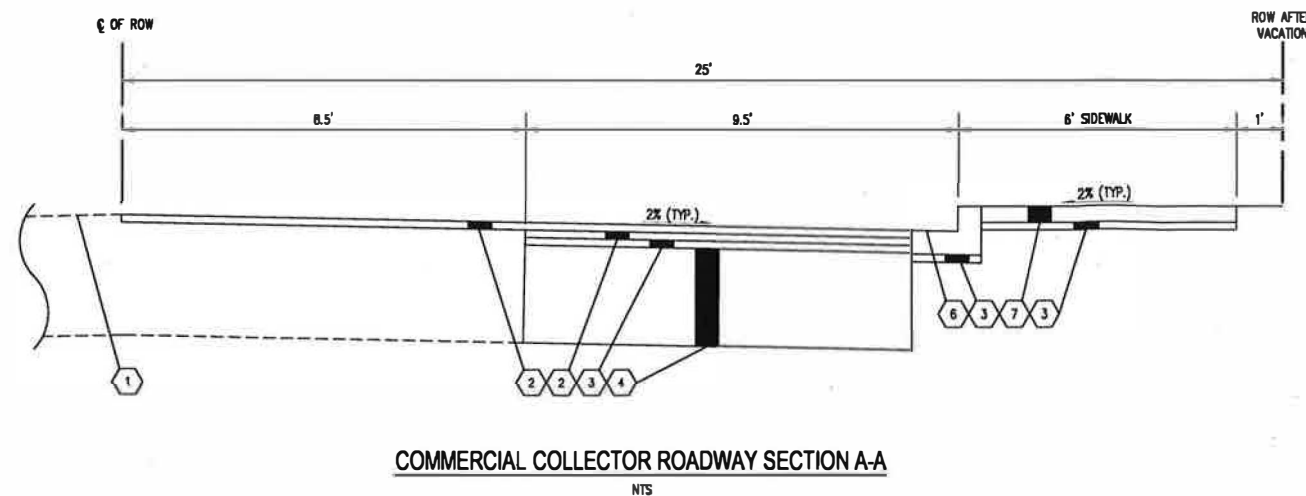 ℄ OF ROW
ROW AFTE
VACATION
25'
8.5'
9.5'
6' SIDEWALK
1'
2% (TYP.)
2% (TYP.)
6 3 7 3
1
2 2 3 4
COMMERCIAL COLLECTOR ROADWAY SECTION A-A
NTS